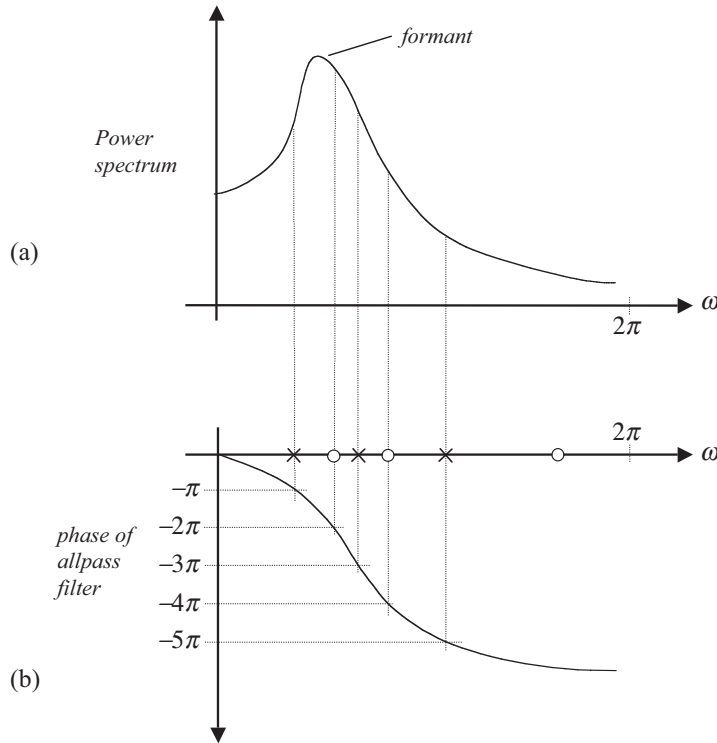 formant
Power
spectrum
(a)
ω
2π
2π
ω
−π
−2π
phase of
allpass
filter
−3π
−4π
−5π
(b)